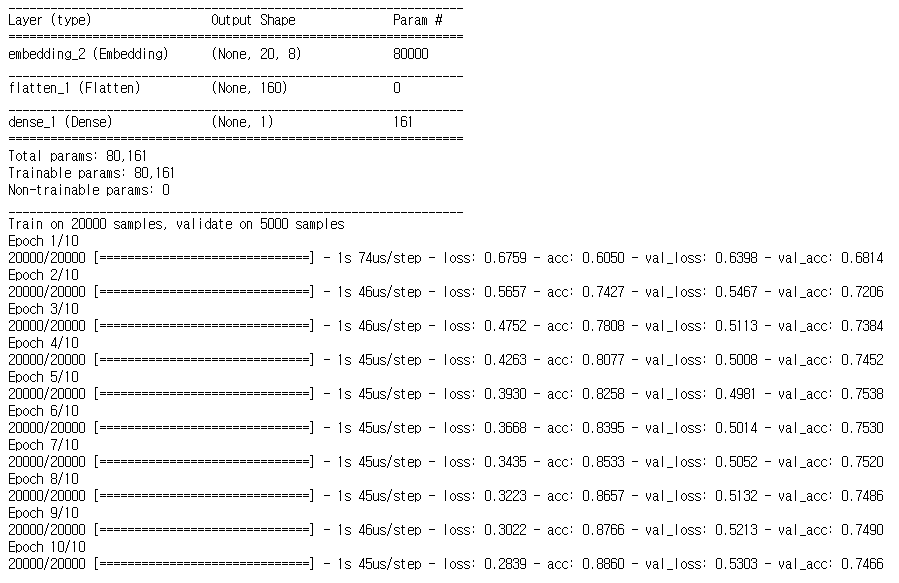 _________________________________________________________________
Layer (type)                 Output Shape              Param #
=================================================================
embedding_2 (Embedding)      (None, 20, 8)             80000
_________________________________________________________________
flatten_1 (Flatten)          (None, 160)               0
_________________________________________________________________
dense_1 (Dense)              (None, 1)                 161
=================================================================
Total params: 80,161
Trainable params: 80,161
Non-trainable params: 0
_________________________________________________________________
Train on 20000 samples, validate on 5000 samples
Epoch 1/10
20000/20000 [==============================] - 1s 74us/step - loss: 0.6759 - acc: 0.6050 - val_loss: 0.6398 - val_acc: 0.6814
Epoch 2/10
20000/20000 [==============================] - 1s 46us/step - loss: 0.5657 - acc: 0.7427 - val_loss: 0.5467 - val_acc: 0.7206
Epoch 3/10
20000/20000 [==============================] - 1s 46us/step - loss: 0.4752 - acc: 0.7808 - val_loss: 0.5113 - val_acc: 0.7384
Epoch 4/10
20000/20000 [==============================] - 1s 45us/step - loss: 0.4263 - acc: 0.8077 - val_loss: 0.5008 - val_acc: 0.7452
Epoch 5/10
20000/20000 [==============================] - 1s 45us/step - loss: 0.3930 - acc: 0.8258 - val_loss: 0.4981 - val_acc: 0.7538
Epoch 6/10
20000/20000 [==============================] - 1s 45us/step - loss: 0.3668 - acc: 0.8395 - val_loss: 0.5014 - val_acc: 0.7530
Epoch 7/10
20000/20000 [==============================] - 1s 45us/step - loss: 0.3435 - acc: 0.8533 - val_loss: 0.5052 - val_acc: 0.7520
Epoch 8/10
20000/20000 [==============================] - 1s 45us/step - loss: 0.3223 - acc: 0.8657 - val_loss: 0.5132 - val_acc: 0.7486
Epoch 9/10
20000/20000 [==============================] - 1s 46us/step - loss: 0.3022 - acc: 0.8766 - val_loss: 0.5213 - val_acc: 0.7490
Epoch 10/10
20000/20000 [==============================] - 1s 45us/step - loss: 0.2839 - acc: 0.8860 - val_loss: 0.5303 - val_acc: 0.7466